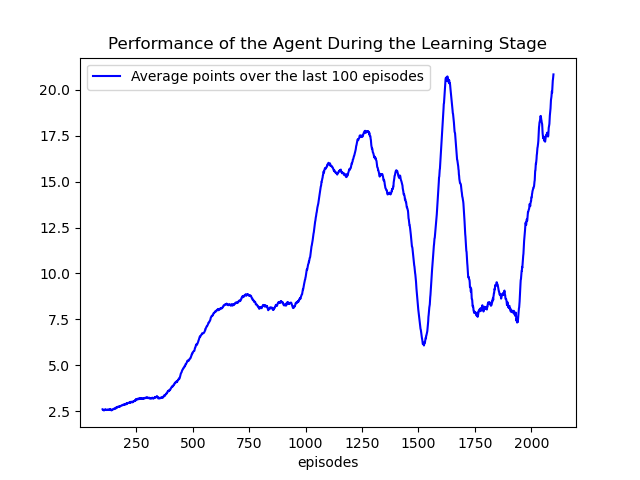 Performance of the Agent During the Learning Stage
Average points over the last 100 episodes
20.0
17.5
15.0
12.5
10.0
7.5
5.0
2.5
250 500 750 1000 1250 1500 1750 2000
episodes